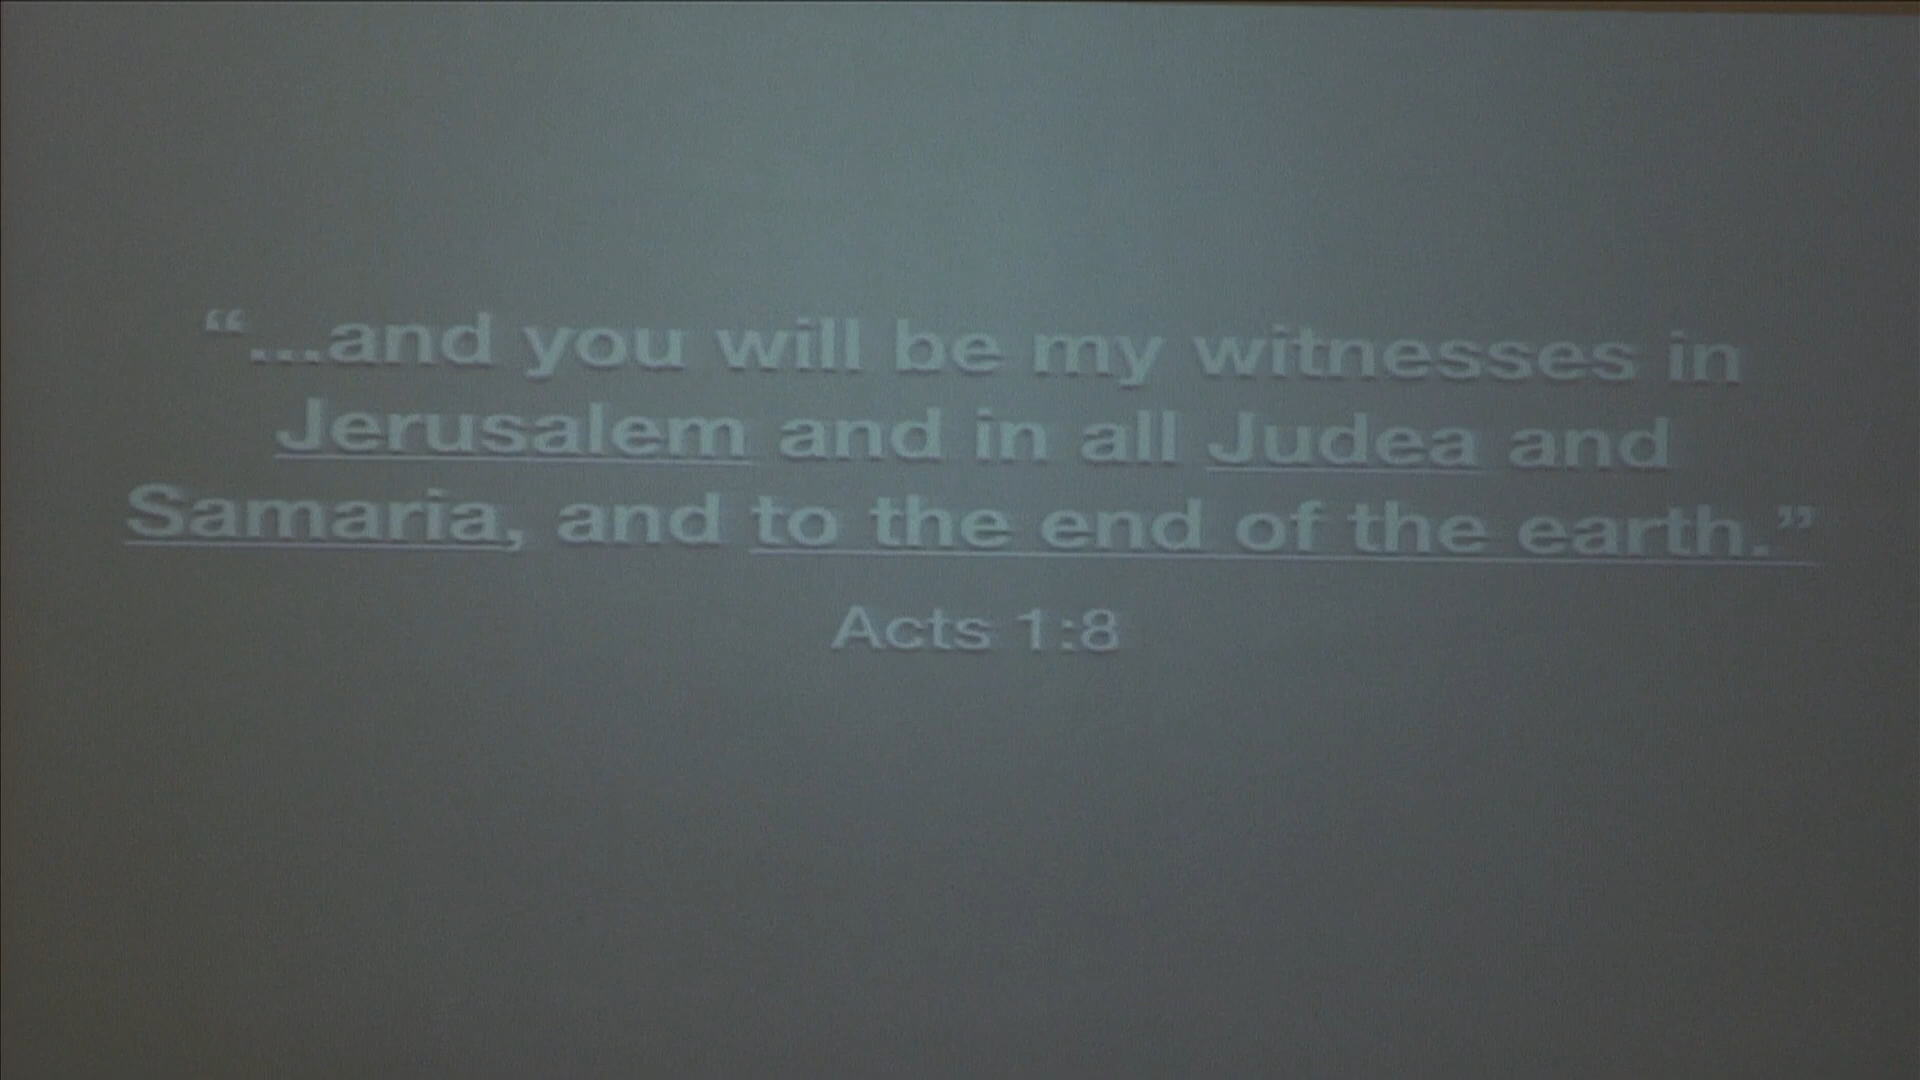 “...and you will be my witnesses in
Jerusalem and in all Judea and
Samaria, and to the end of the earth.”
Acts 1:8